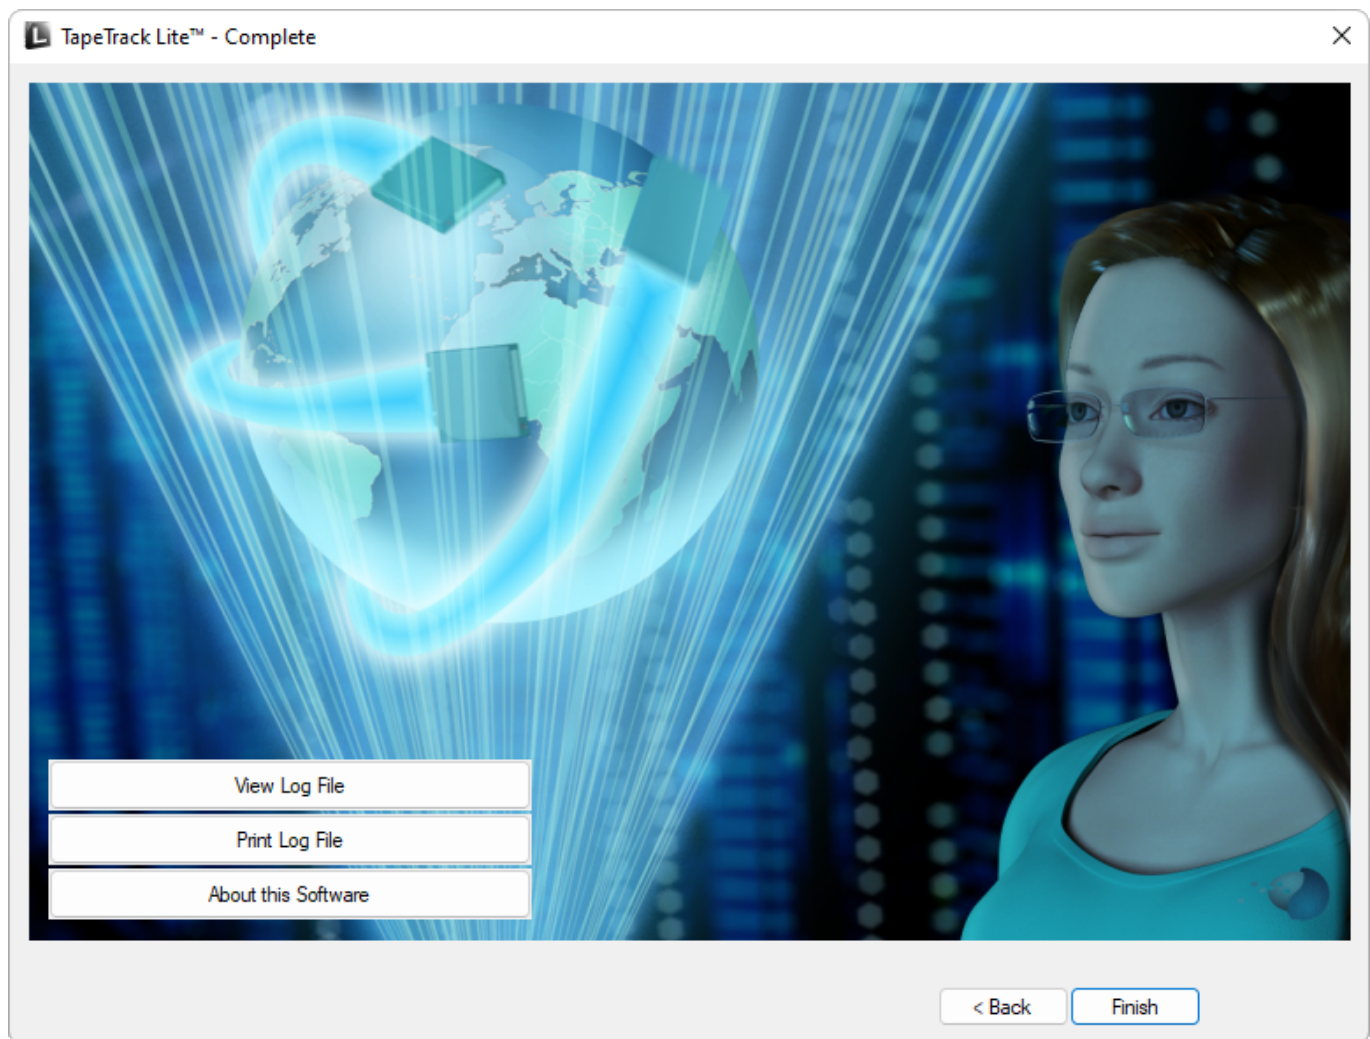 TapeTrack Lite™ - Complete
View Log File
Print Log File
About this Software
< Back
Finish